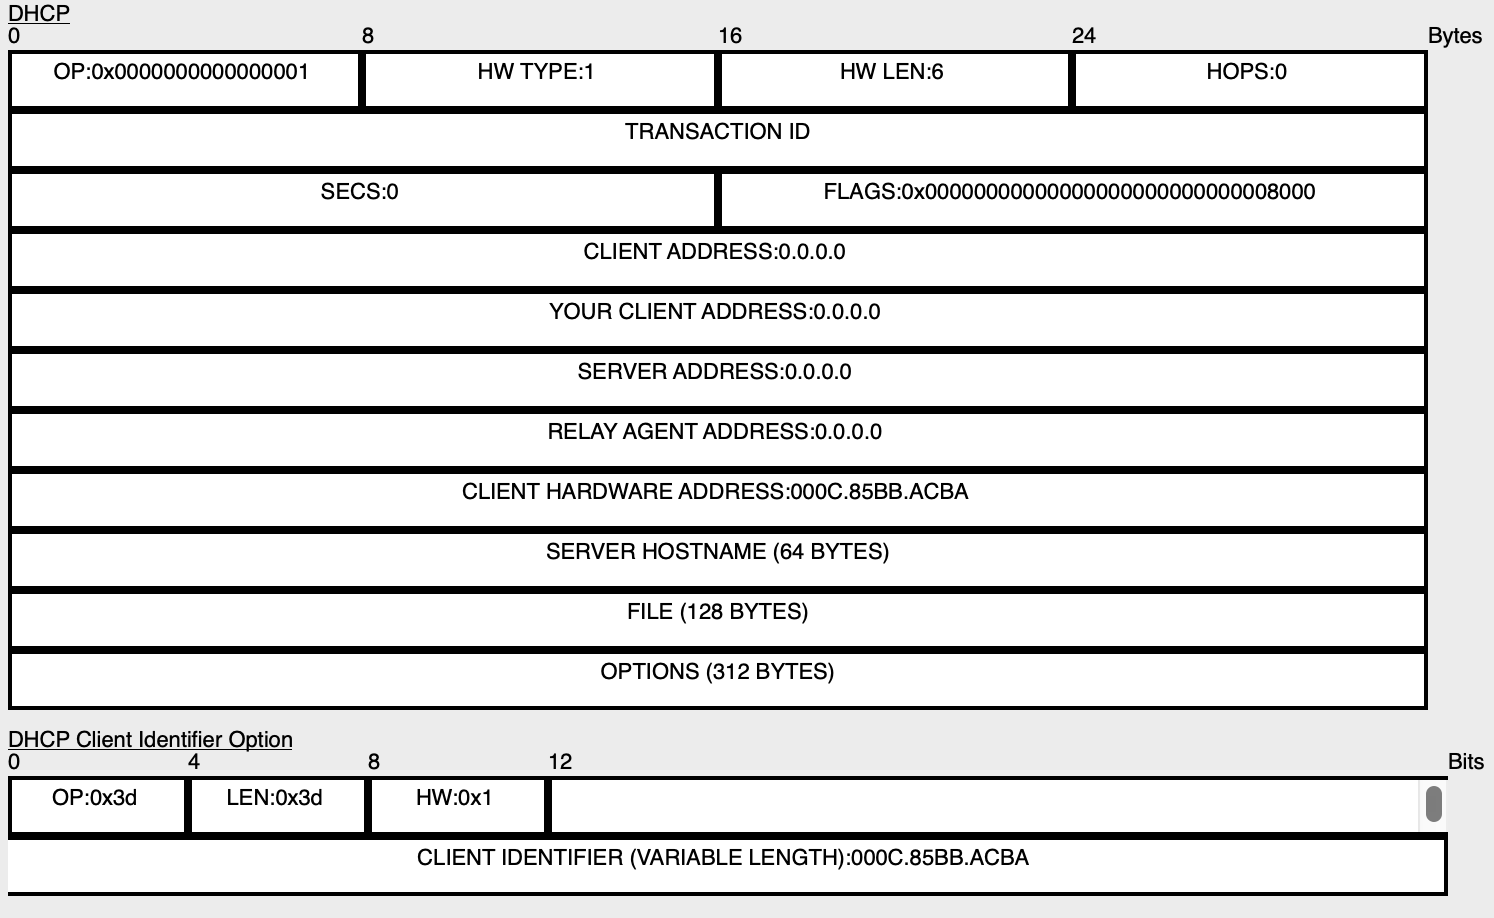 DHCP
0 8 16 24 Bytes
OP:0x0000000000000001 HW TYPE:1 HW LEN:6 HOPS:0
TRANSACTION ID
SECS:0 FLAGS:0x00000000000000000000000000008000
CLIENT ADDRESS:0.0.0.0
YOUR CLIENT ADDRESS:0.0.0.0
SERVER ADDRESS:0.0.0.0
RELAY AGENT ADDRESS:0.0.0.0
CLIENT HARDWARE ADDRESS:000C.85BB.ACBA
SERVER HOSTNAME (64 BYTES)
FILE (128 BYTES)
OPTIONS (312 BYTES)
DHCP Client Identifier Option
0 4 8 12 Bits
OP:0x3d LEN:0x3d HW:0x1
CLIENT IDENTIFIER (VARIABLE LENGTH):000C.85BB.ACBA